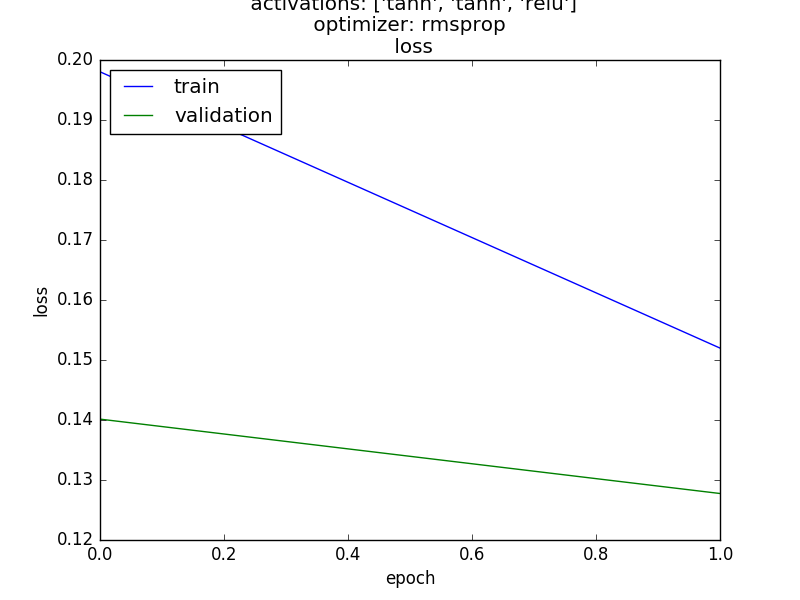 activations: ['tanh', 'tanh', 'relu']
optimizer: rmsprop
loss
0.20
train
validation
0.19
0.18
0.17
0.16
loss
0.15
0.14
0.13
0.12
0.0 0.2 0.4 0.6 0.8 1.0
epoch